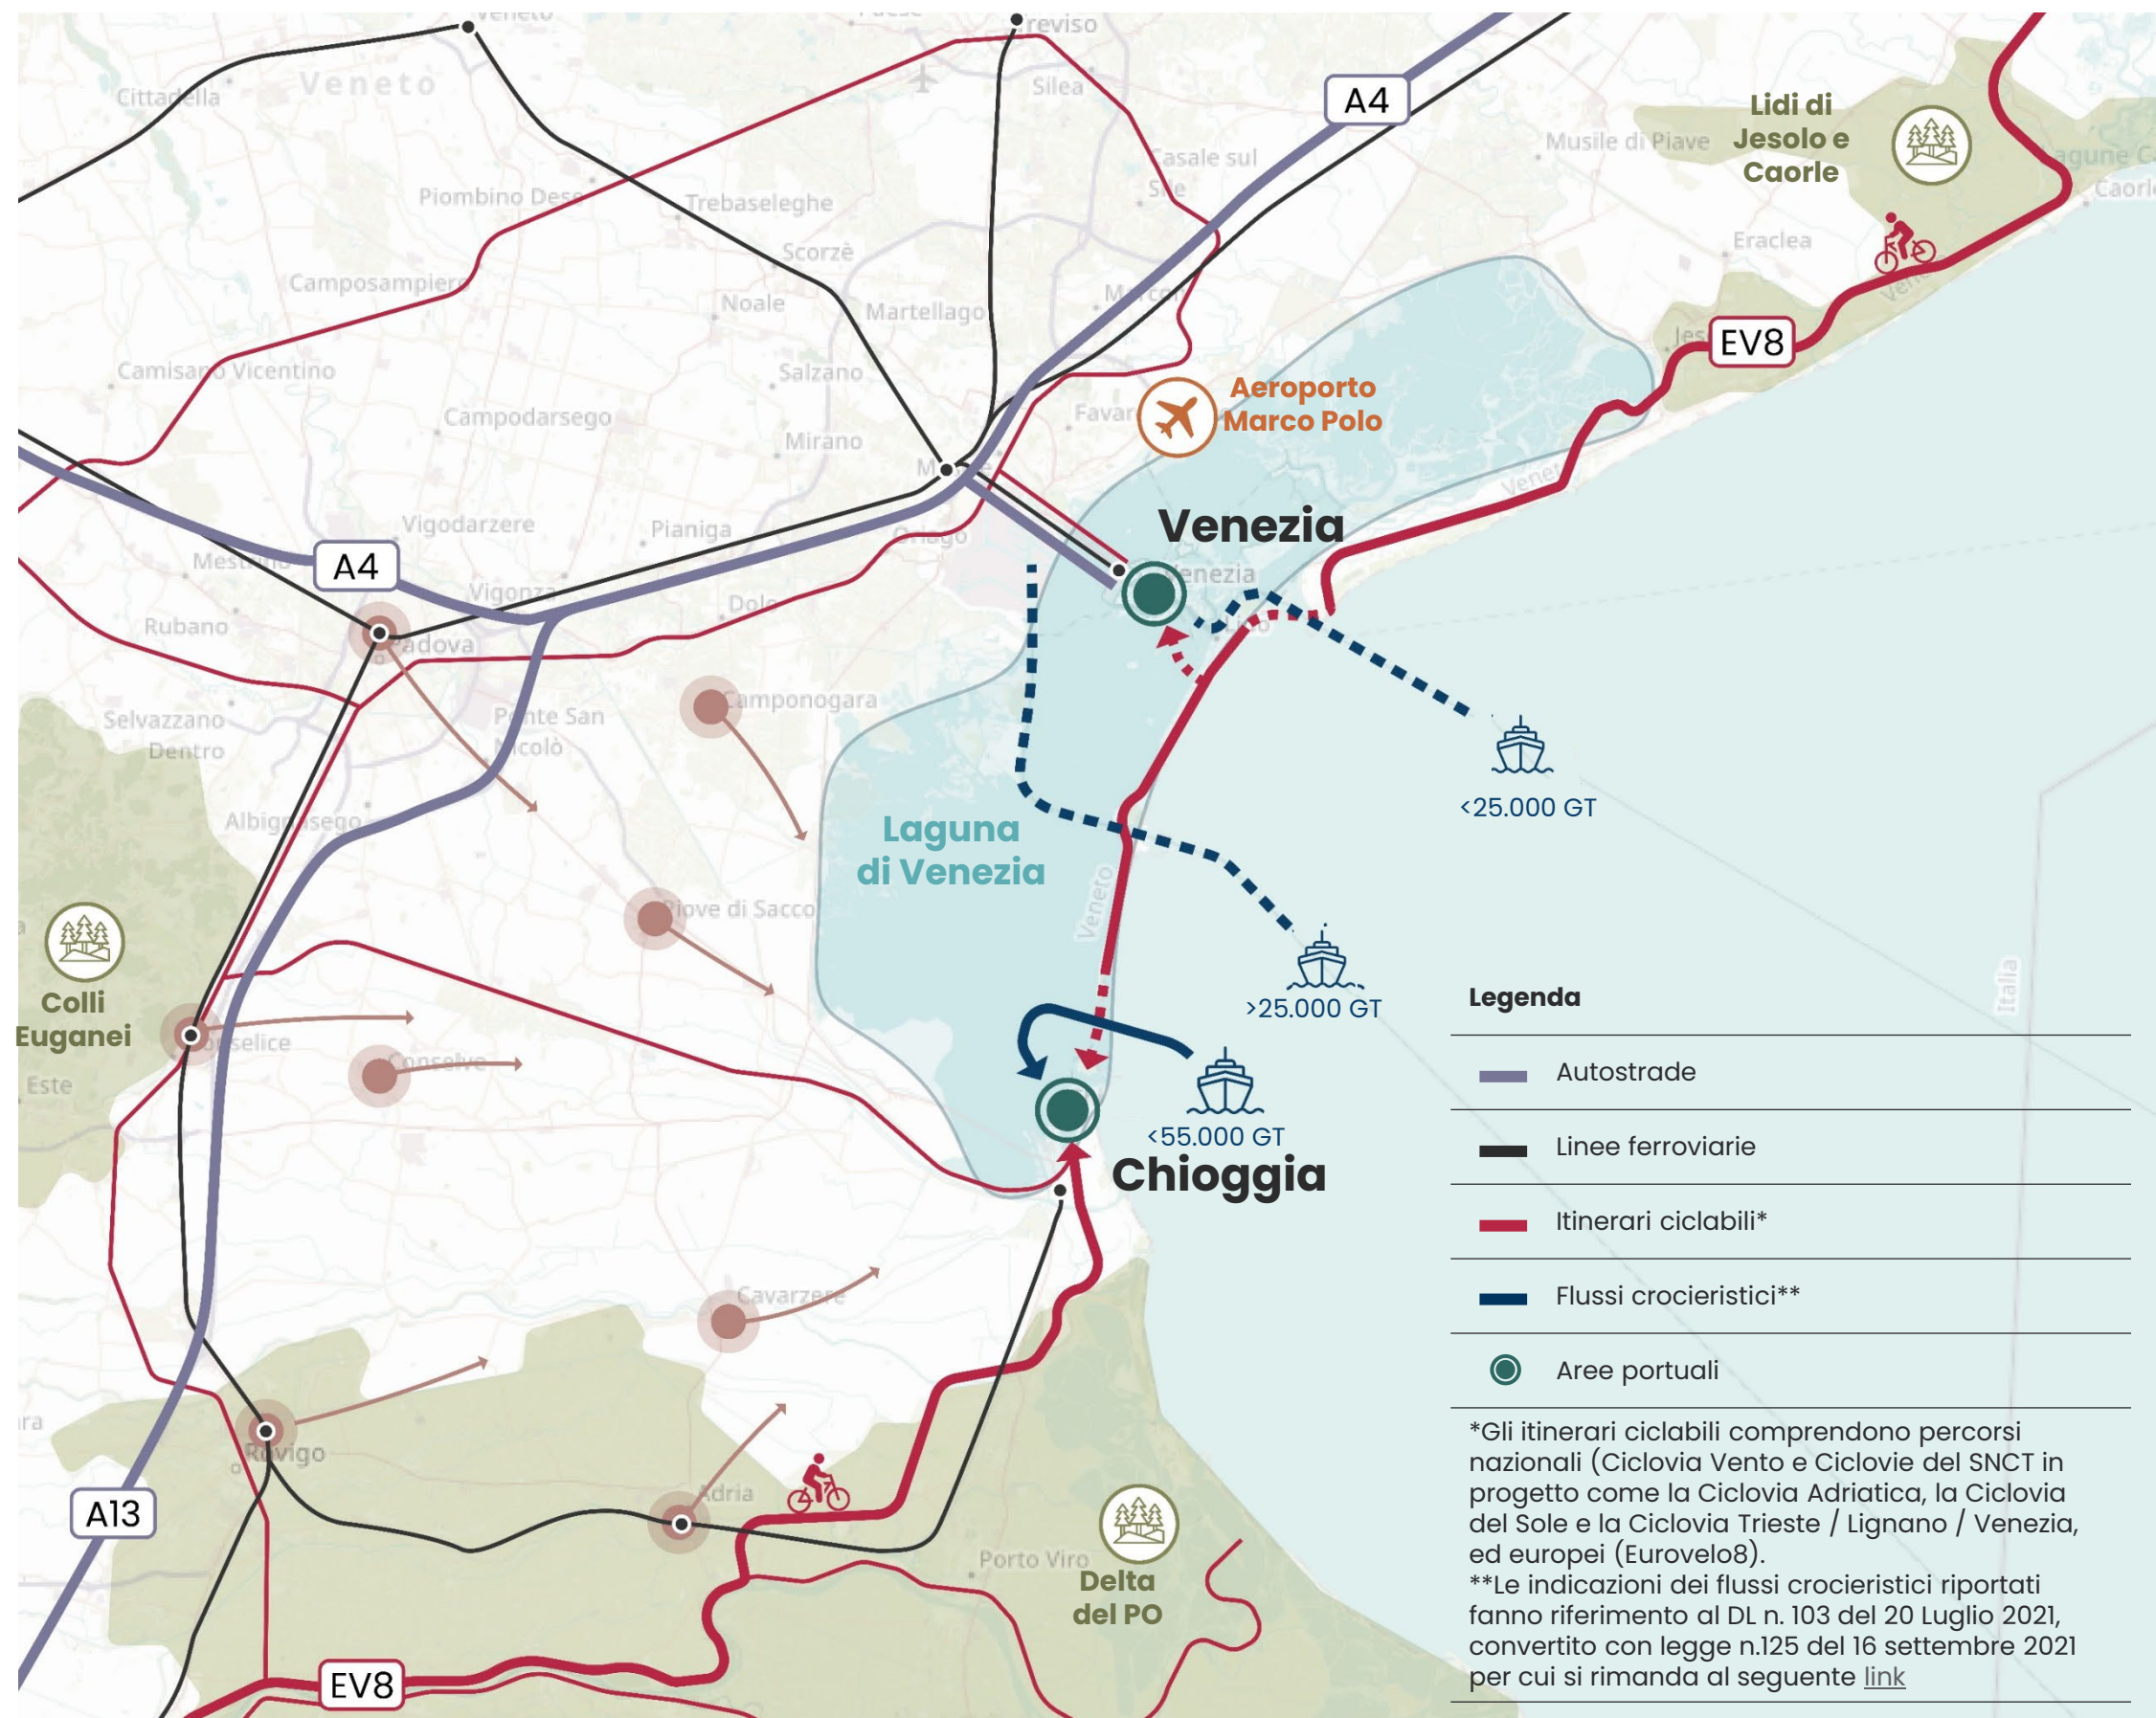 Cittadella
Veneto
Silea
A4
Lidi di
Jesolo e
Caorle
Musile di Piave
Casale sul
Sile
Piombino Dese
Trebaseleghe
Scorzè
Eraclea
Camposampiero
Noale
Martellago
EV8
Camisano Vicentino
Salzano
Aeroporto
Marco Polo
Campodarsego
Mirano
Venezia
Vigodarzere
Pianiga
Oriago
A4
Vigonza
Venezia
Dolo
Rubano
Lido
Padova
Camponogara
Selvazzano
Dentro
Ponte San
Nicolò
<25.000 GT
Albignasego
Laguna
di Venezia
Piove di Sacco
Veneto
Colli
Euganei
>25.000 GT
Italia
Este
Conselve
<55.000 GT
Chioggia
Cavarzere
Rovigo
Adria
A13
Porto Viro
Delta
del PO
EV8
Legenda
Autostrade
Linee ferroviarie
Itinerari ciclabili*
Flussi crocieristici**
Aree portuali
*Gli itinerari ciclabili comprendono percorsi
nazionali (Ciclovia Vento e Ciclovie del SNCT in
progetto come la Ciclovia Adriatica, la Ciclovia
del Sole e la Ciclovia Trieste / Lignano / Venezia,
ed europei (Eurovelo8).
**Le indicazioni dei flussi crocieristici riportati
fanno riferimento al DL n. 103 del 20 Luglio 2021,
convertito con legge n.125 del 16 settembre 2021
per cui si rimanda al seguente link